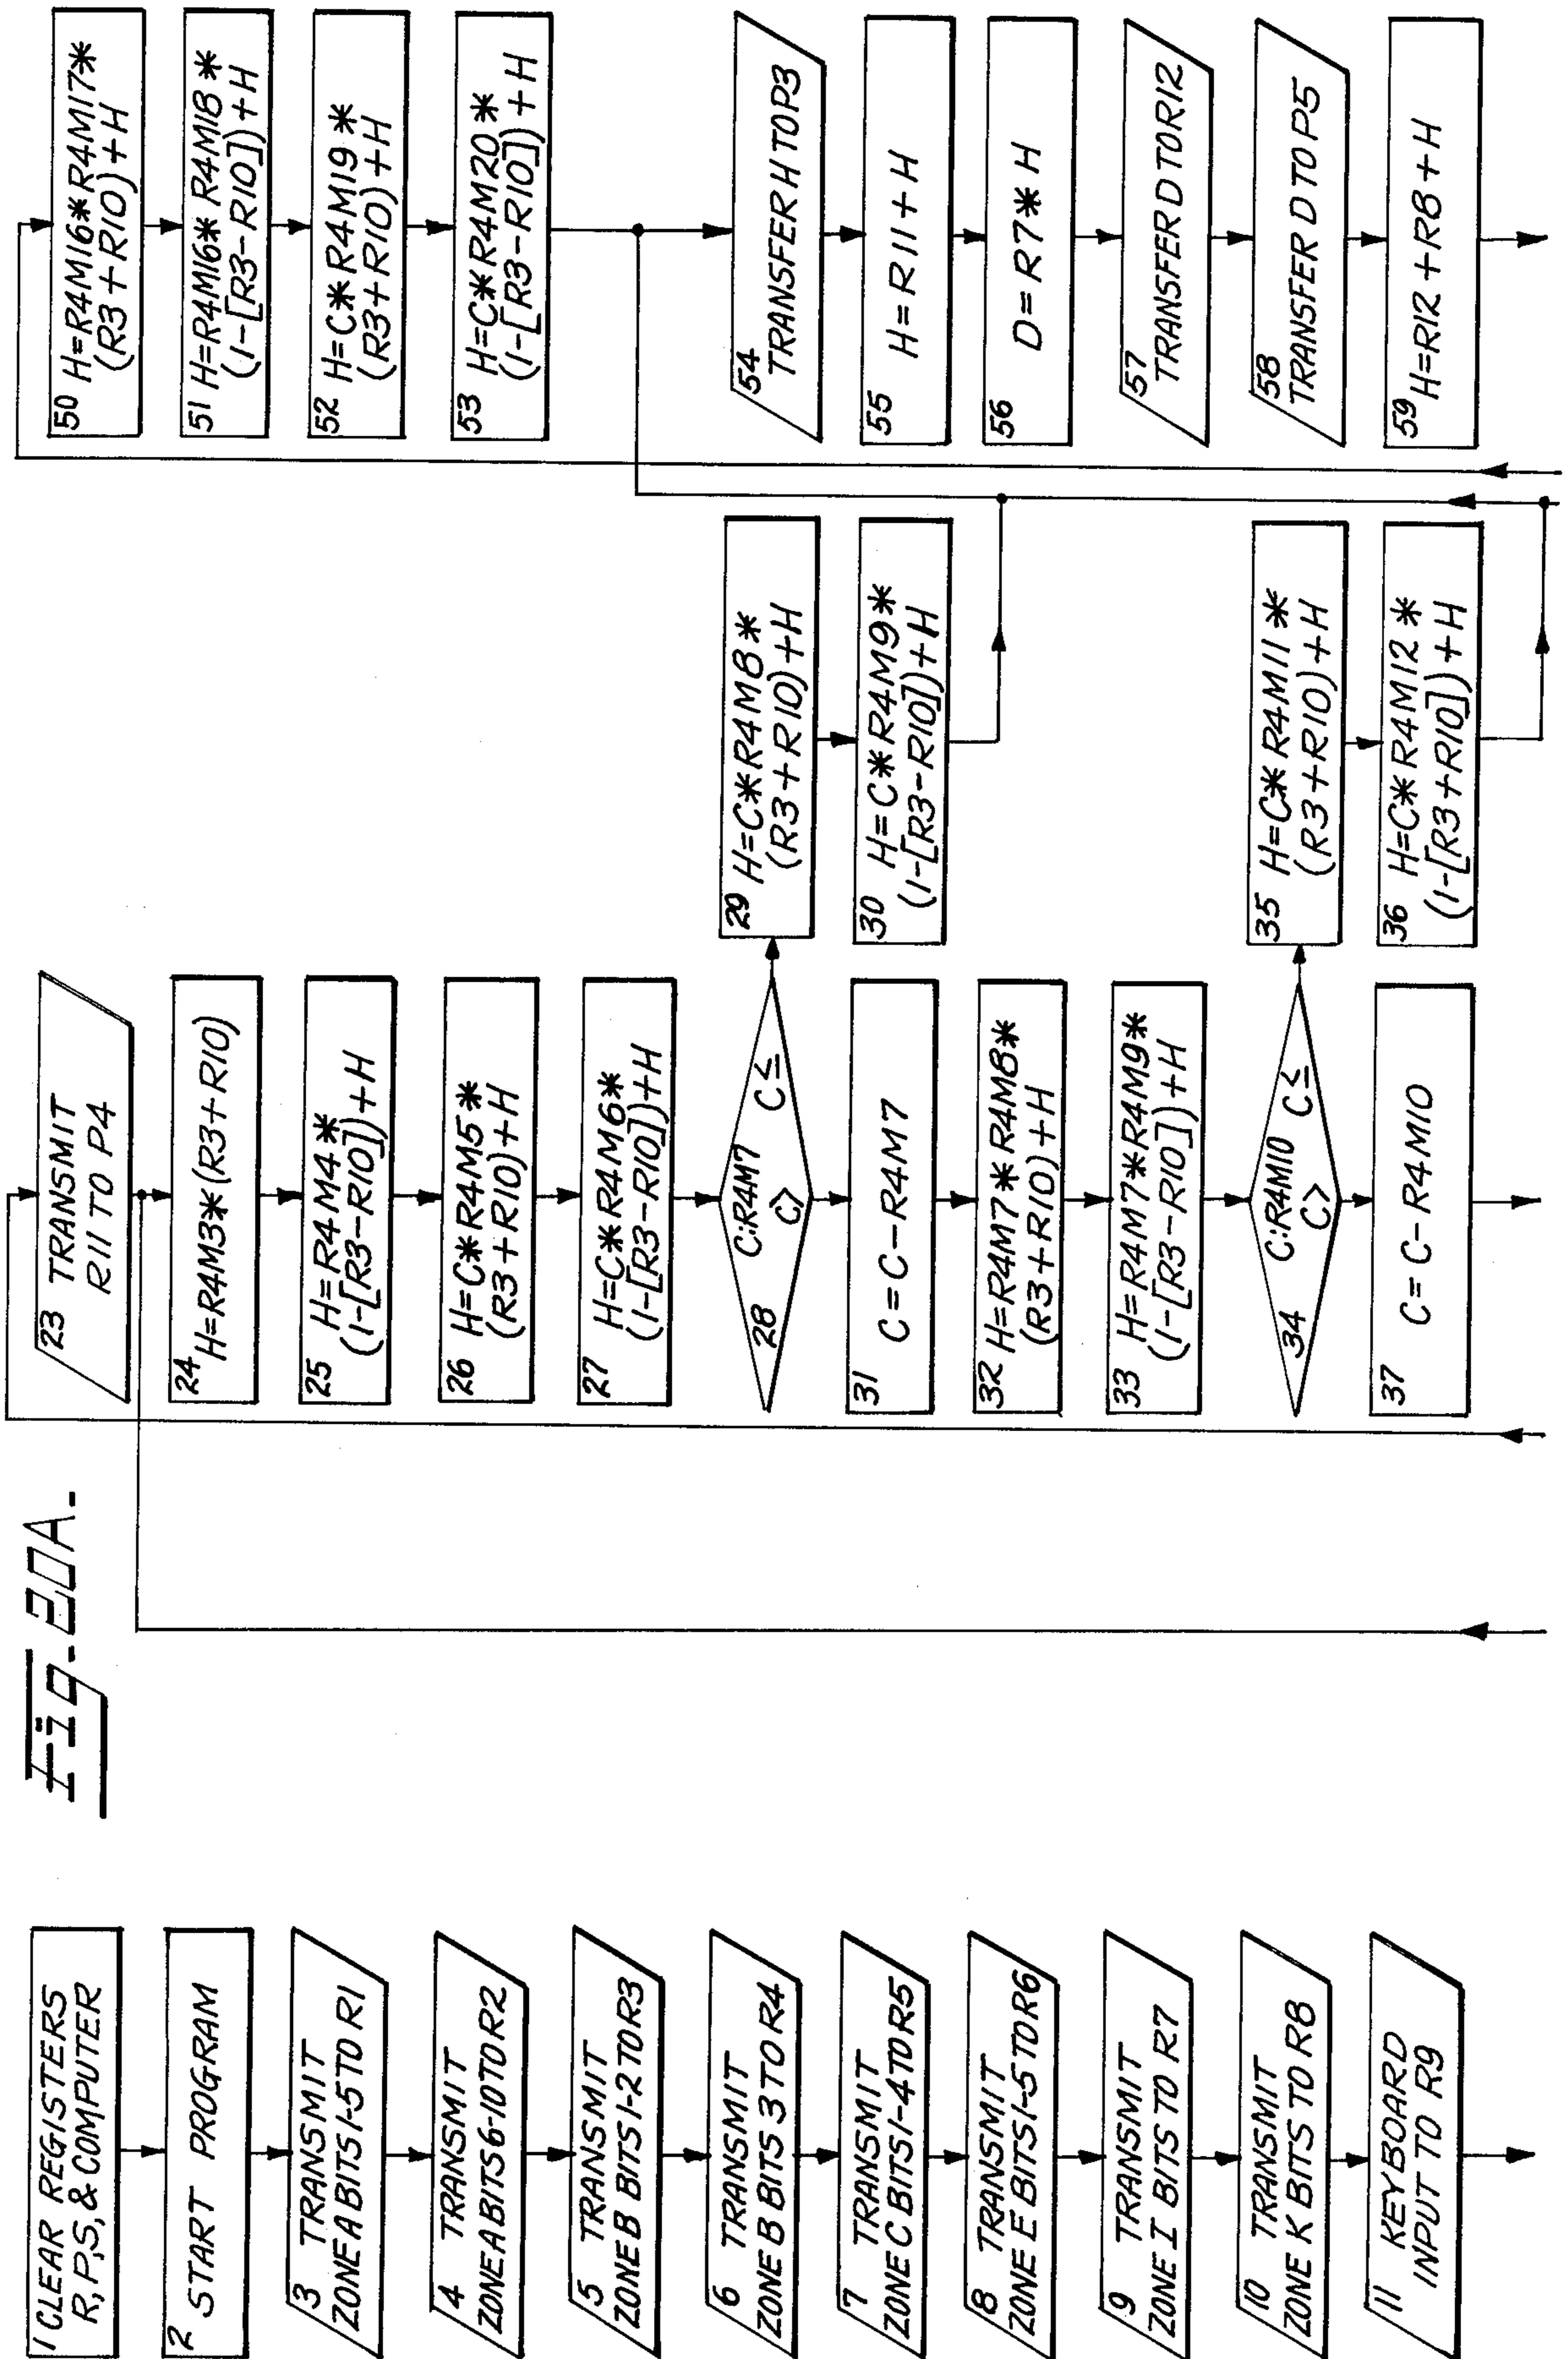 Fig-20A.
1 CLEAR REGISTERS
R,P,S,& COMPUTER
2 START PROGRAM
3 TRANSMIT
ZONE A BITS 1-5 TO R1
4 TRANSMIT
ZONE A BITS 6-10 TO R2
5 TRANSMIT
ZONE B BITS 1-2 TO R3
6 TRANSMIT
ZONE B BITS 3 TO R4
7 TRANSMIT
ZONE C BITS 1-4 TO R5
8 TRANSMIT
ZONE E BITS 1-5 TO R6
9 TRANSMIT
ZONE I BITS TO R7
10 TRANSMIT
ZONE K BITS TO R8
11 KEYBOARD
INPUT TO R9
23 TRANSMIT
R11 TO P4
24 H=R4M3*(R3+R10)
25 H=R4M4*
(1-[R3-R10])+H
26 H=C*R4M5*
(R3+R10)+H
27 H=C*R4M6*
(1-[R3-R10])+H
28 C:R4M7 C≤
C>
29 H=C*R4M8*
(R3+R10)+H
30 H=C*R4M9*
(1-[R3-R10])+H
31 C=C-R4M7
32 H=R4M7*R4M8*
(R3+R10)+H
33 H=R4M7*R4M9*
(1-[R3-R10])+H
34 C:R4M10 C≤
C>
35 H=C*R4M11*
(R3+R10)+H
36 H=C*R4M12*
(1-[R3+R10])+H
37 C=C-R4M10
50 H=R4M16*R4M17*
(R3+R10)+H
51 H=R4M16*R4M18*
(1-[R3-R10])+H
52 H=C*R4M19*
(R3+R10)+H
53 H=C*R4M20*
(1-[R3-R10])+H
54
TRANSFER H TO P3
55 H=R11+H
56 D=R7*H
57
TRANSFER D TO R12
58
TRANSFER D TO P5
59 H=R12+R8+H